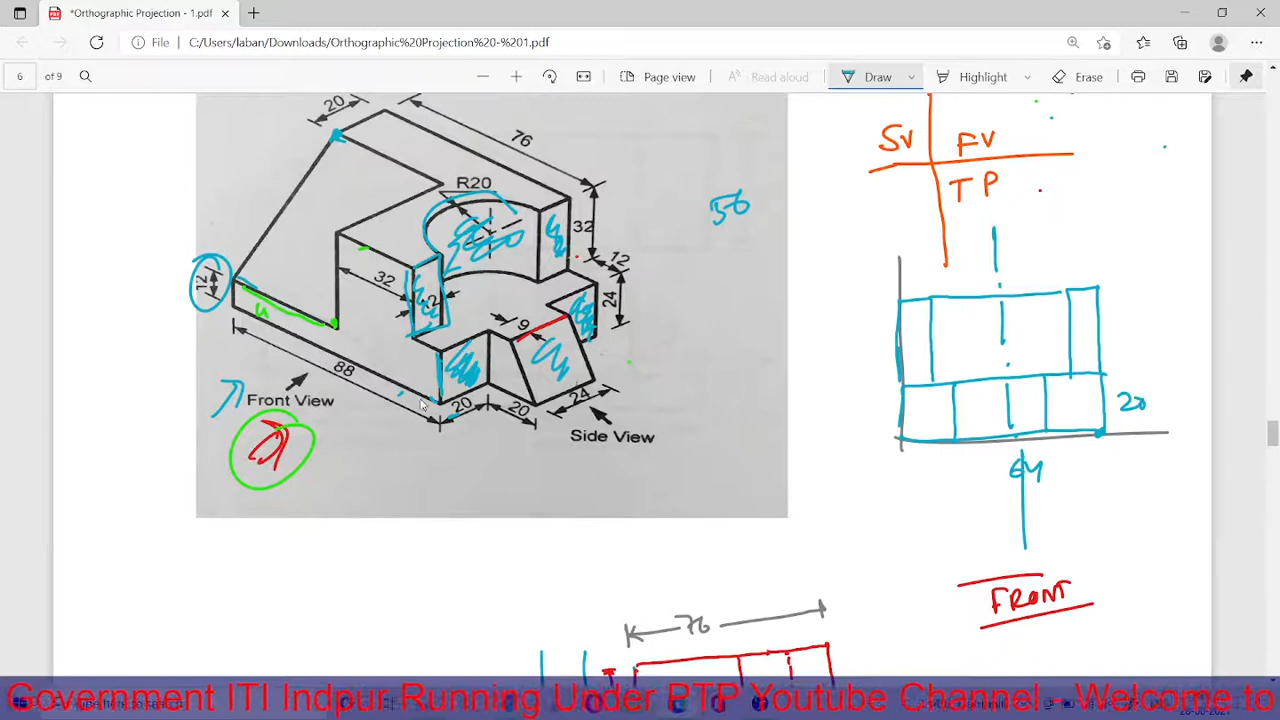 *Orthographic Projection - 1.pdf
File
C:/Users/laban/Downloads/Orthographic%20Projection%20-%201.pdf
6
of 9
Page view
Read aloud
Draw
Highlight
Erase
20
76
R20
32
12
24
32
12
9
12
88
20
20
24
Front View
Side View
56
SV FV
TP
20
64
FRONT
76
Government ITI Indpur Running Under PTP Youtube Channel - Welcome to